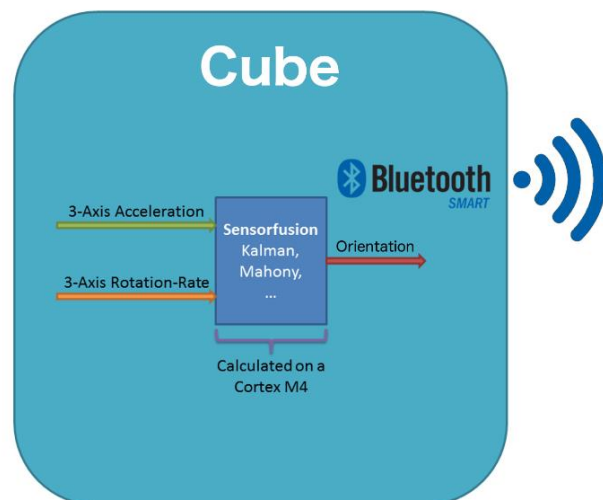 Cube
Bluetooth
SMART
3-Axis Acceleration
3-Axis Rotation-Rate
Sensorfusion
Kalman,
Mahony,
...
Orientation
Calculated on a
Cortex M4